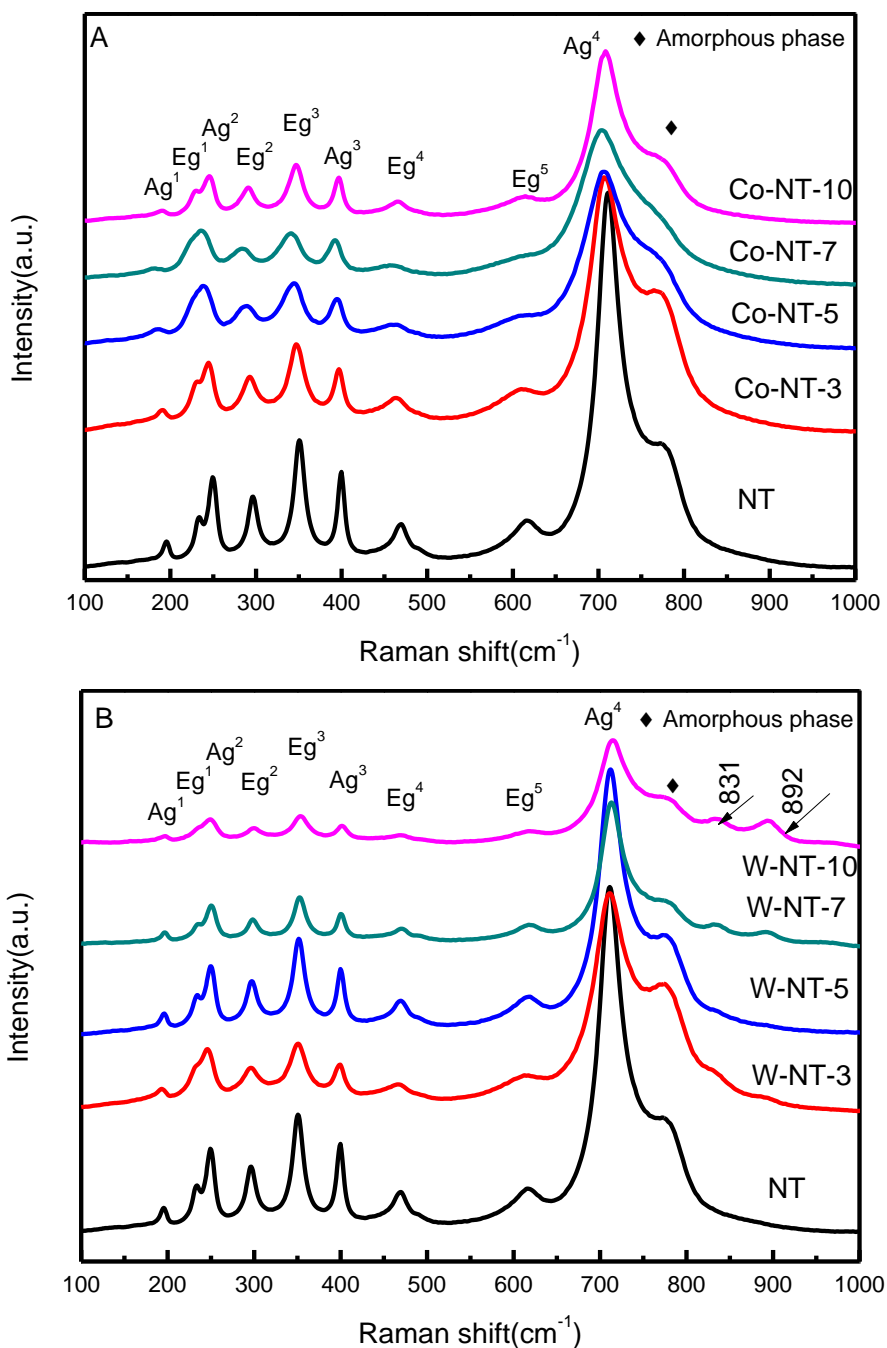 A
Ag⁴
◆ Amorphous phase
Eg³
Ag²
Eg¹
Eg²
Ag³
Ag¹
Eg⁴
Eg⁵
Co-NT-10
Co-NT-7
Co-NT-5
Co-NT-3
NT
Intensity(a.u.)
100 200 300 400 500 600 700 800 900 1000
Raman shift(cm⁻¹)
B
Ag⁴
◆ Amorphous phase
Eg³
Ag²
Eg¹
Eg²
Ag³
Ag¹
Eg⁴
Eg⁵
831
892
W-NT-10
W-NT-7
W-NT-5
W-NT-3
NT
Intensity(a.u.)
100 200 300 400 500 600 700 800 900 1000
Raman shift(cm⁻¹)